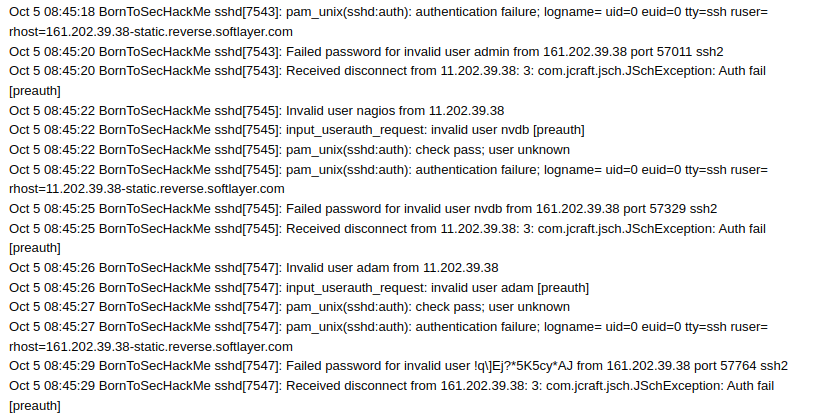 Oct 5 08:45:18 BornToSecHackMe sshd[7543]: pam_unix(sshd:auth): authentication failure; logname= uid=0 euid=0 tty=ssh ruser=
rhost=161.202.39.38-static.reverse.softlayer.com
Oct 5 08:45:20 BornToSecHackMe sshd[7543]: Failed password for invalid user admin from 161.202.39.38 port 57011 ssh2
Oct 5 08:45:20 BornToSecHackMe sshd[7543]: Received disconnect from 11.202.39.38: 3: com.jcraft.jsch.JSchException: Auth fail
[preauth]
Oct 5 08:45:22 BornToSecHackMe sshd[7545]: Invalid user nagios from 11.202.39.38
Oct 5 08:45:22 BornToSecHackMe sshd[7545]: input_userauth_request: invalid user nvdb [preauth]
Oct 5 08:45:22 BornToSecHackMe sshd[7545]: pam_unix(sshd:auth): check pass; user unknown
Oct 5 08:45:22 BornToSecHackMe sshd[7545]: pam_unix(sshd:auth): authentication failure; logname= uid=0 euid=0 tty=ssh ruser=
rhost=11.202.39.38-static.reverse.softlayer.com
Oct 5 08:45:25 BornToSecHackMe sshd[7545]: Failed password for invalid user nvdb from 161.202.39.38 port 57329 ssh2
Oct 5 08:45:25 BornToSecHackMe sshd[7545]: Received disconnect from 11.202.39.38: 3: com.jcraft.jsch.JSchException: Auth fail
[preauth]
Oct 5 08:45:26 BornToSecHackMe sshd[7547]: Invalid user adam from 11.202.39.38
Oct 5 08:45:26 BornToSecHackMe sshd[7547]: input_userauth_request: invalid user adam [preauth]
Oct 5 08:45:27 BornToSecHackMe sshd[7547]: pam_unix(sshd:auth): check pass; user unknown
Oct 5 08:45:27 BornToSecHackMe sshd[7547]: pam_unix(sshd:auth): authentication failure; logname= uid=0 euid=0 tty=ssh ruser=
rhost=161.202.39.38-static.reverse.softlayer.com
Oct 5 08:45:29 BornToSecHackMe sshd[7547]: Failed password for invalid user !q\]Ej?*5K5cy*AJ from 161.202.39.38 port 57764 ssh2
Oct 5 08:45:29 BornToSecHackMe sshd[7547]: Received disconnect from 161.202.39.38: 3: com.jcraft.jsch.JSchException: Auth fail
[preauth]